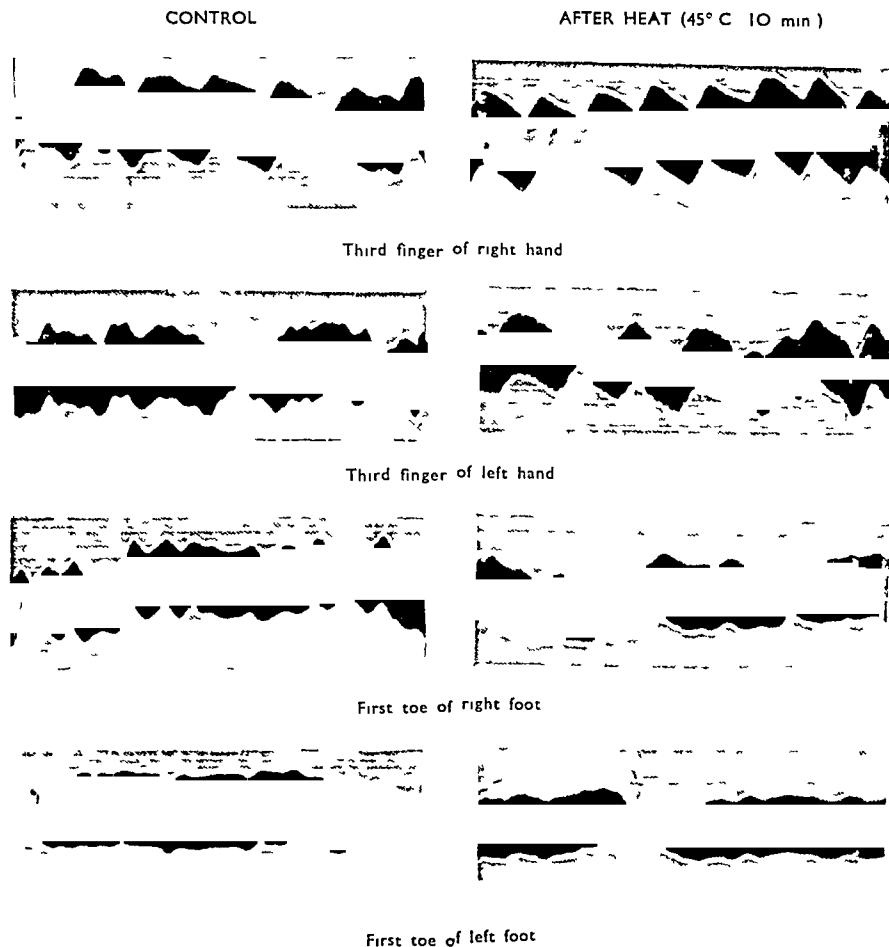 CONTROL
AFTER HEAT (45° C 10 min )
Third finger of right hand
Third finger of left hand
First toe of right foot
First toe of left foot